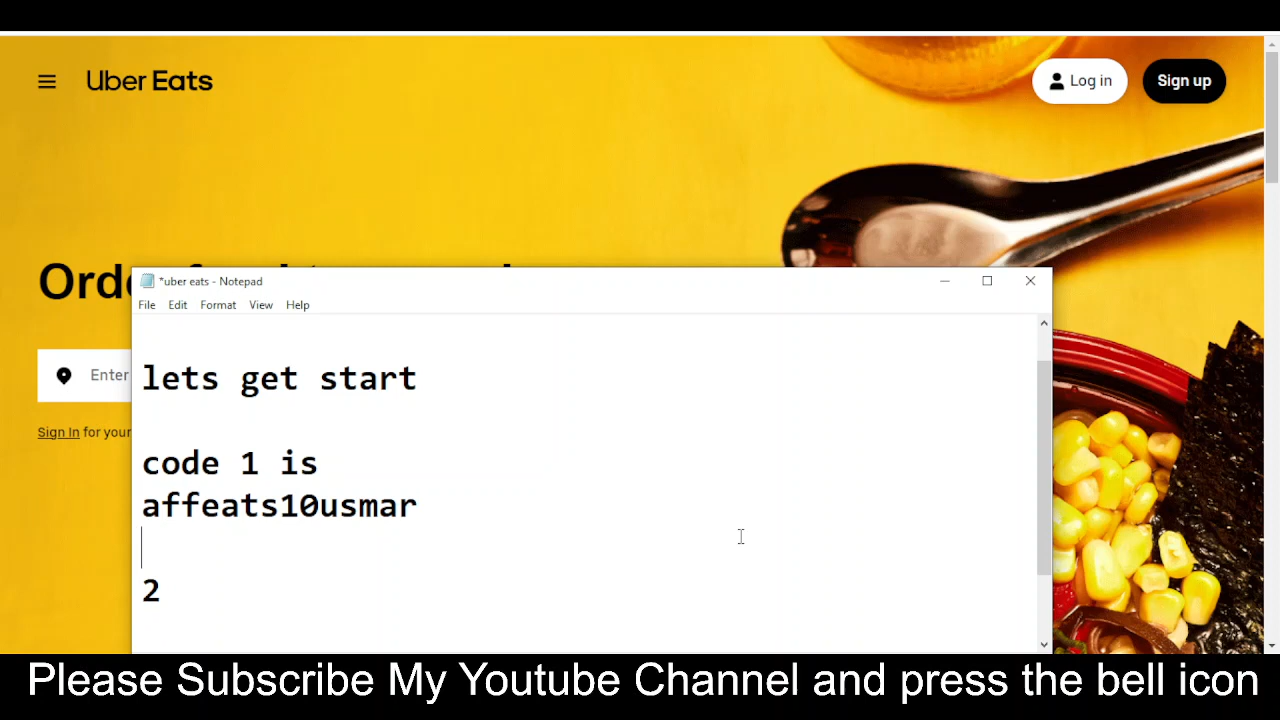 Uber Eats
Log in
Sign up
*uber eats - Notepad
File Edit Format View Help
Enter
lets get start
Sign In for your
code 1 is
affeats10usmar
2
Please Subscribe My Youtube Channel and press the bell icon